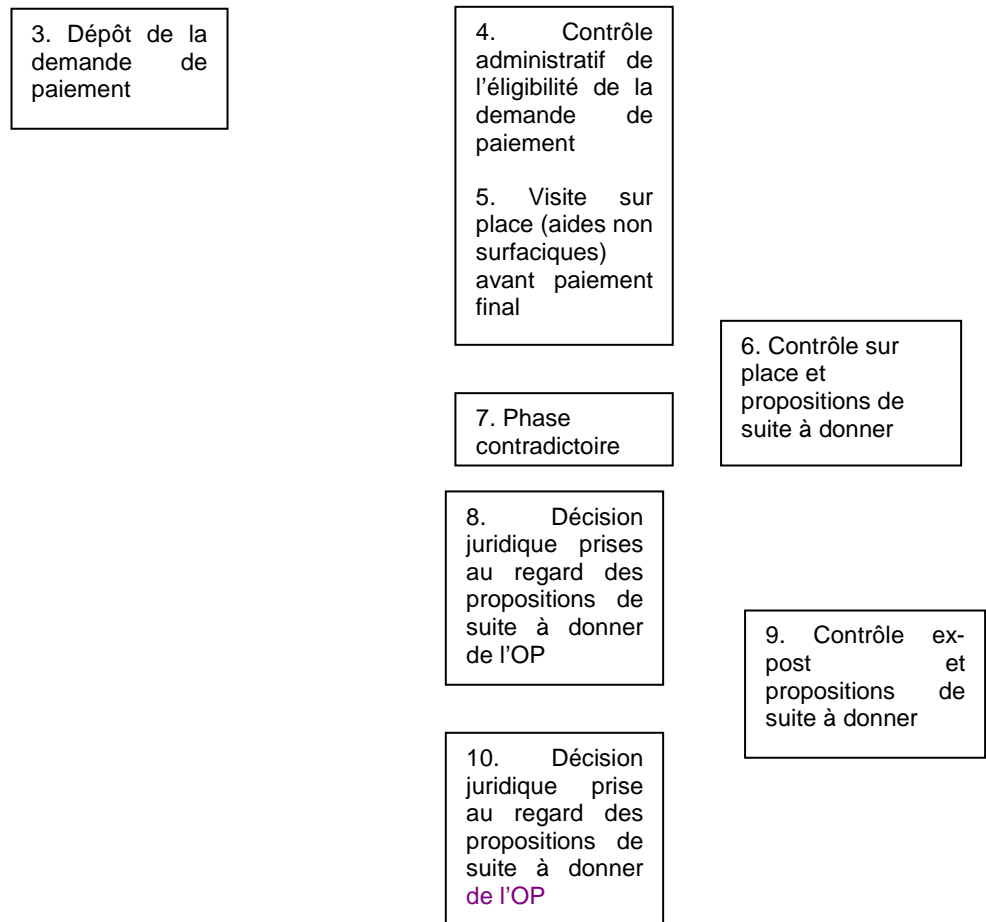 3. Dépôt de la
demande de
paiement
4. Contrôle
administratif de
l'éligibilité de la
demande de
paiement
5. Visite sur
place (aides non
surfaciques)
avant paiement
final
6. Contrôle sur
place et
propositions de
suite à donner
7. Phase
contradictoire
8. Décision
juridique prises
au regard des
propositions de
suite à donner
de l'OP
9. Contrôle ex-
post et
propositions de
suite à donner
10. Décision
juridique prise
au regard des
propositions de
suite à donner
de l'OP